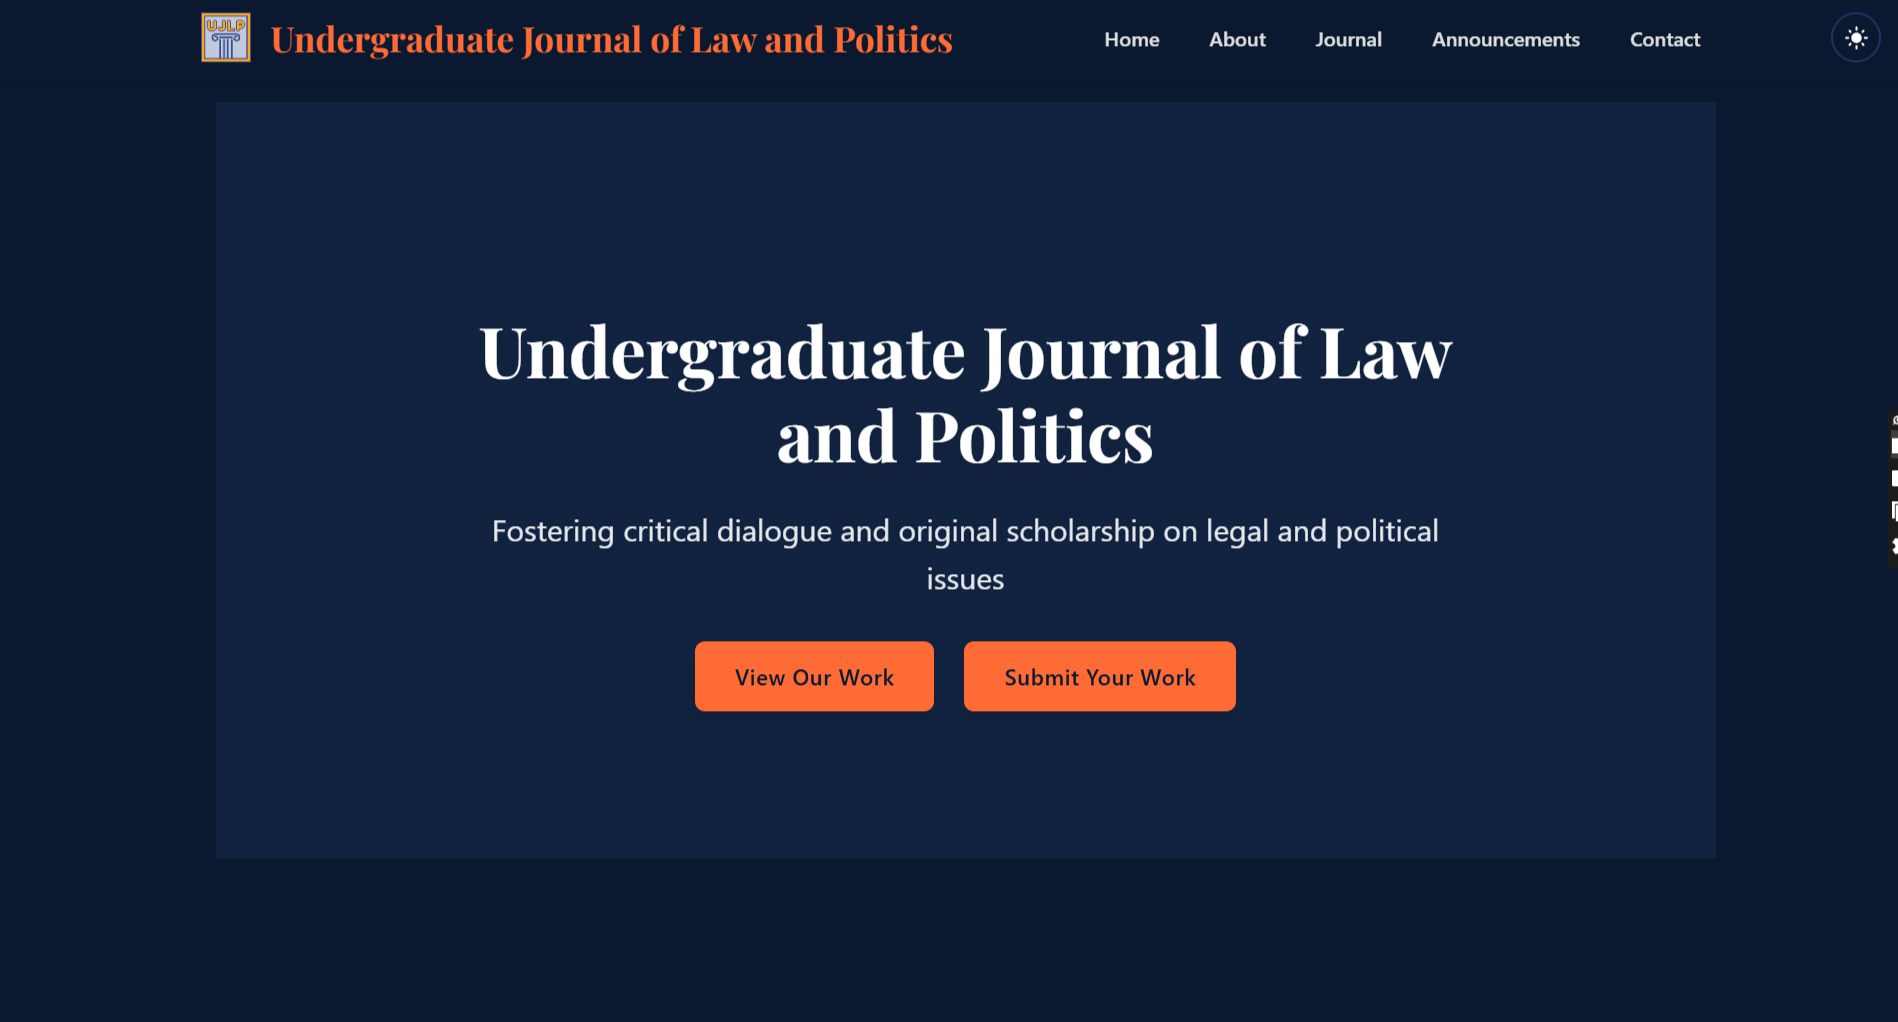 UJLP
Undergraduate Journal of Law and Politics
Home
About
Journal
Announcements
Contact
Undergraduate Journal of Law
and Politics
Fostering critical dialogue and original scholarship on legal and political
issues
View Our Work
Submit Your Work